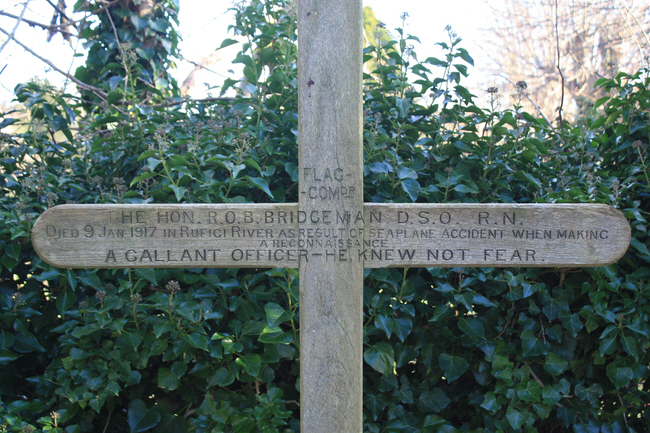 FLAG-
-COMDR
THE HON. R.O.B. BRIDGEMAN. D.S.O. R.N.
DIED 9 JAN 1917 IN RUFIGI RIVER AS RESULT OF SEAPLANE ACCIDENT WHEN MAKING
A RECONNAISSANCE
A GALLANT OFFICER-HE KNEW NOT FEAR.